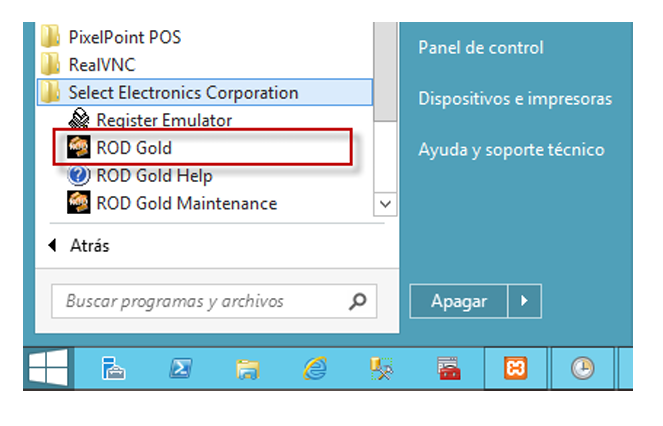 PixelPoint POS
RealVNC
Select Electronics Corporation
Register Emulator
ROD Gold
ROD Gold Help
ROD Gold Maintenance
Atrás
Buscar programas y archivos
Panel de control
Dispositivos e impresoras
Ayuda y soporte técnico
Apagar